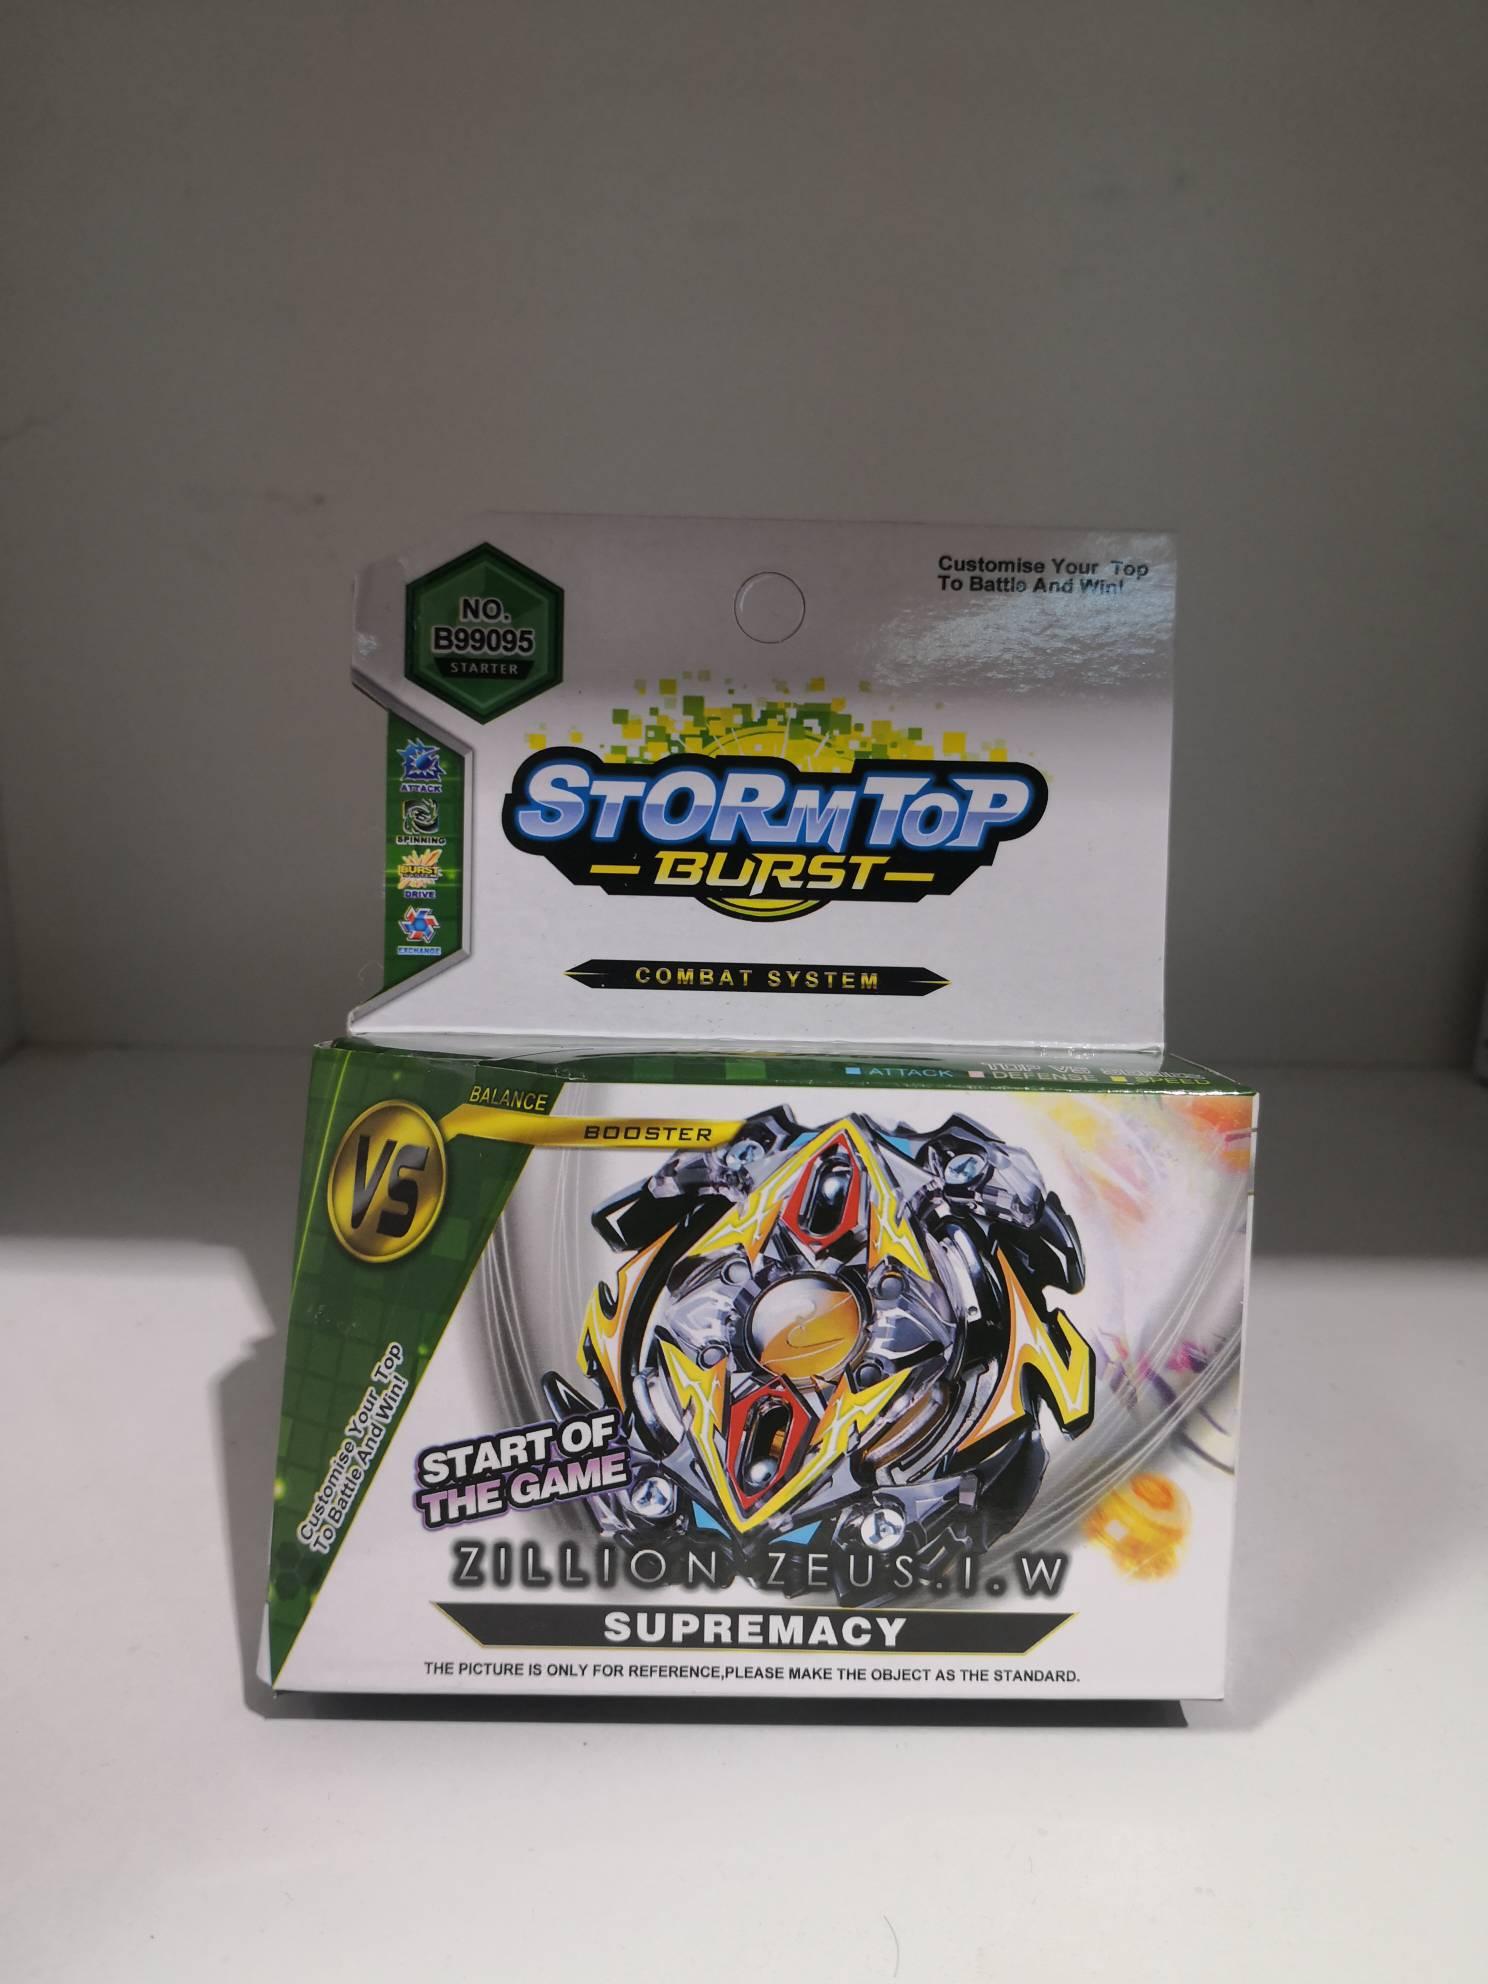 NO.
B99095
STARTER
Customise Your Top
To Battle And Win!
ATTACK
SPINNING
BURST
DRIVE
EXCHANGE
STORM TOP
BURST
COMBAT SYSTEM
ATTACK DEFENSE SPEED
BALANCE
BOOSTER
VS
Customise Your Top
To Battle And Win!
START OF
THE GAME
ZILLION ZEUS.I.W
SUPREMACY
THE PICTURE IS ONLY FOR REFERENCE,PLEASE MAKE THE OBJECT AS THE STANDARD.